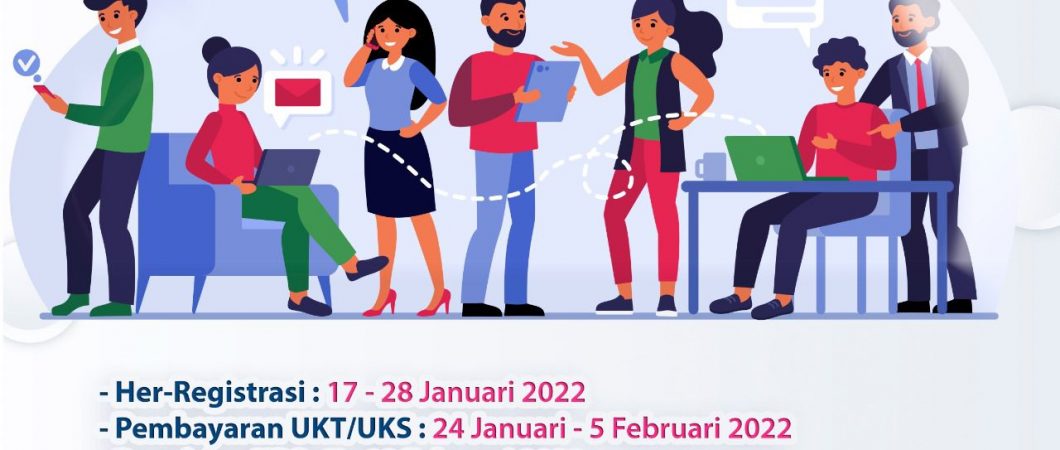 - Her-Registrasi : 17 - 28 Januari 2022
- Pembayaran UKT/UKS : 24 Januari - 5 Februari 2022